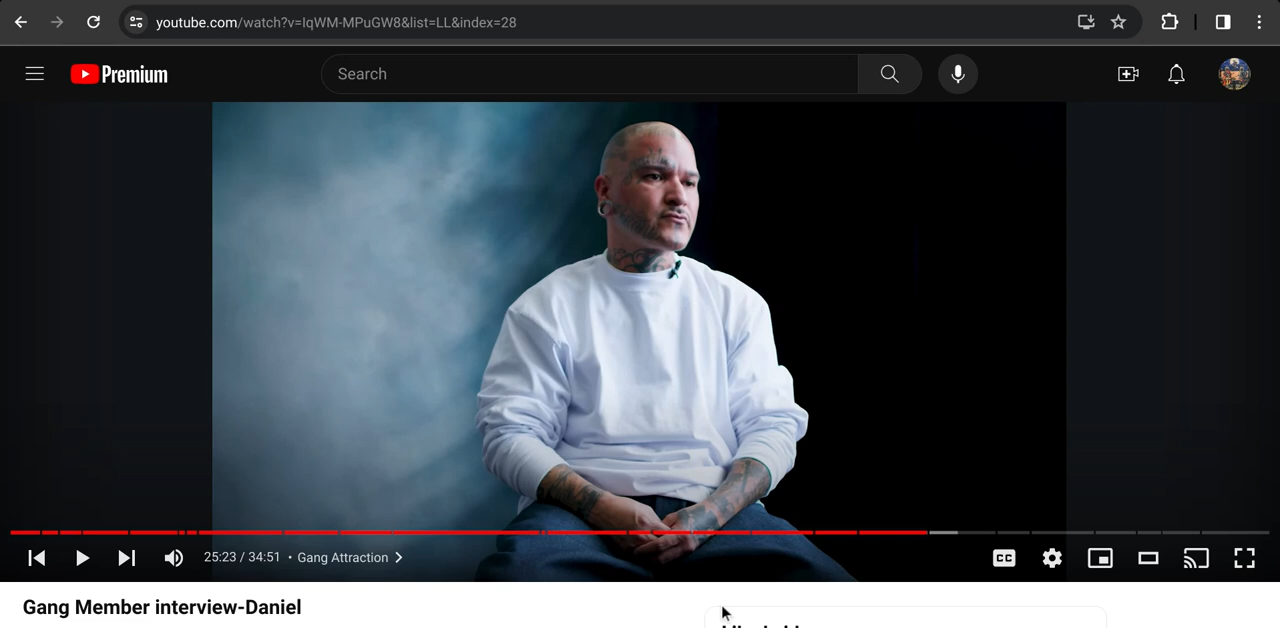 youtube.com/watch?v=IqWM-MPuGW8&list=LL&index=28
Premium
Search
25:23 / 34:51 • Gang Attraction
CC
Gang Member interview-Daniel